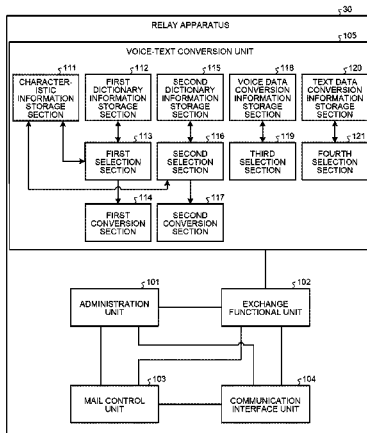 30
RELAY APPARATUS
105
VOICE-TEXT CONVERSION UNIT
111
112
115
118
120
CHARACTER-
ISTIC
INFORMATION
STORAGE
SECTION
FIRST
DICTIONARY
INFORMATION
STORAGE
SECTION
SECOND
DICTIONARY
INFORMATION
STORAGE
SECTION
VOICE DATA
CONVERSION
INFORMATION
STORAGE
SECTION
TEXT DATA
CONVERSION
INFORMATION
STORAGE
SECTION
113
116
119
121
FIRST
SELECTION
SECTION
SECOND
SELECTION
SECTION
THIRD
SELECTION
SECTION
FOURTH
SELECTION
SECTION
114
117
FIRST
CONVERSION
SECTION
SECOND
CONVERSION
SECTION
101
102
ADMINISTRATION
UNIT
EXCHANGE
FUNCTIONAL UNIT
103
104
MAIL CONTROL
UNIT
COMMUNICATION
INTERFACE UNIT